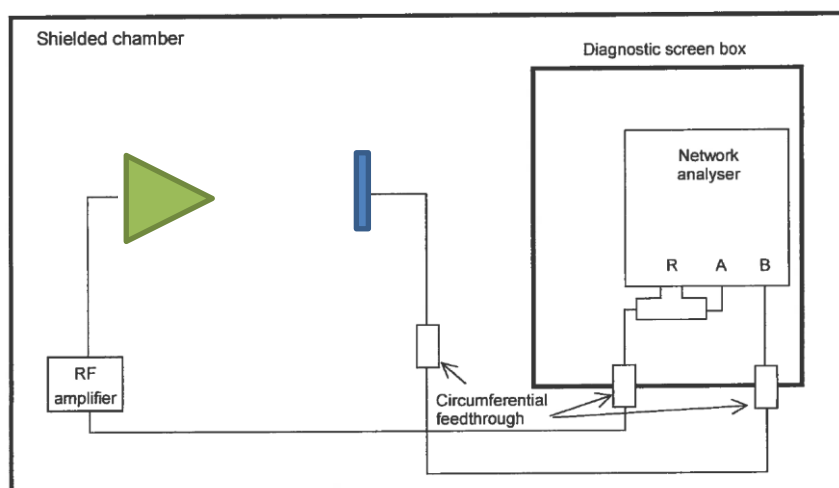 Shielded chamber
Diagnostic screen box
Network
analyser
R A B
RF
amplifier
Circumferential
feedthrough